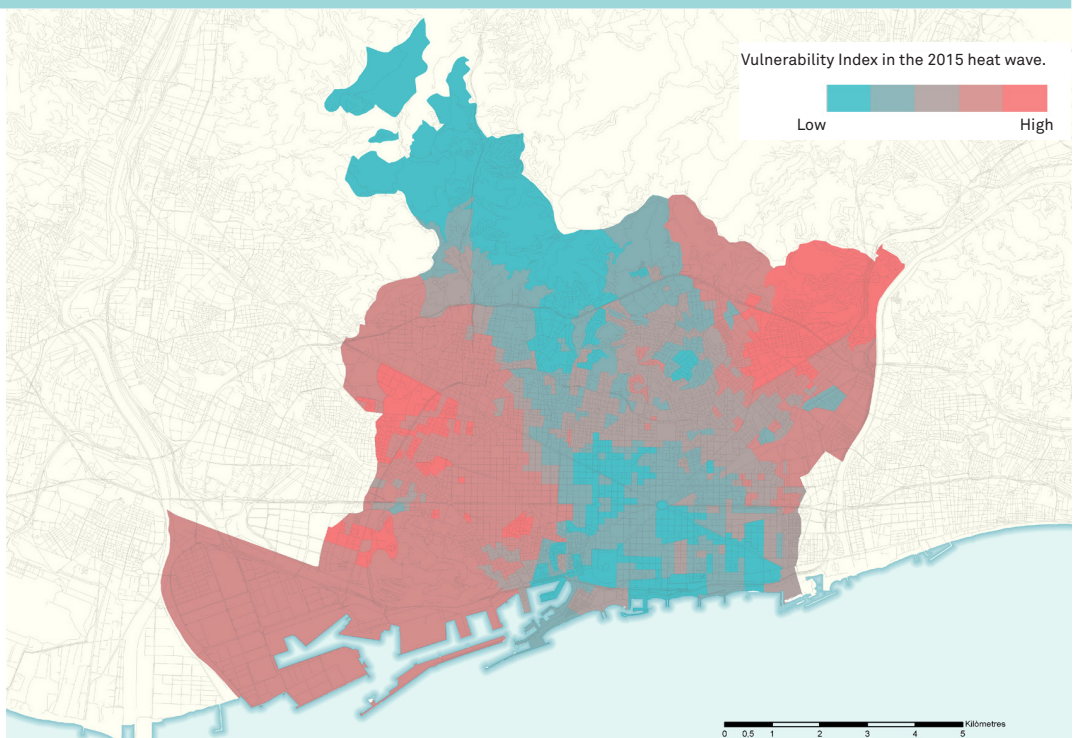 Vulnerability Index in the 2015 heat wave.
Low High
Kilòmetres
0 0,5 1 2 3 4 5